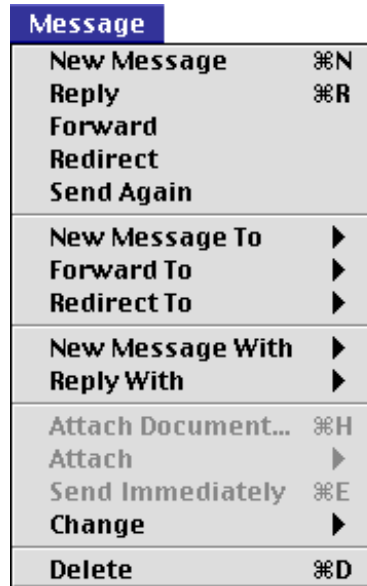 Message
New Message ⌘N
Reply ⌘R
Forward
Redirect
Send Again
New Message To ▶
Forward To ▶
Redirect To ▶
New Message With ▶
Reply With ▶
Attach Document... ⌘H
Attach ▶
Send Immediately ⌘E
Change ▶
Delete ⌘D